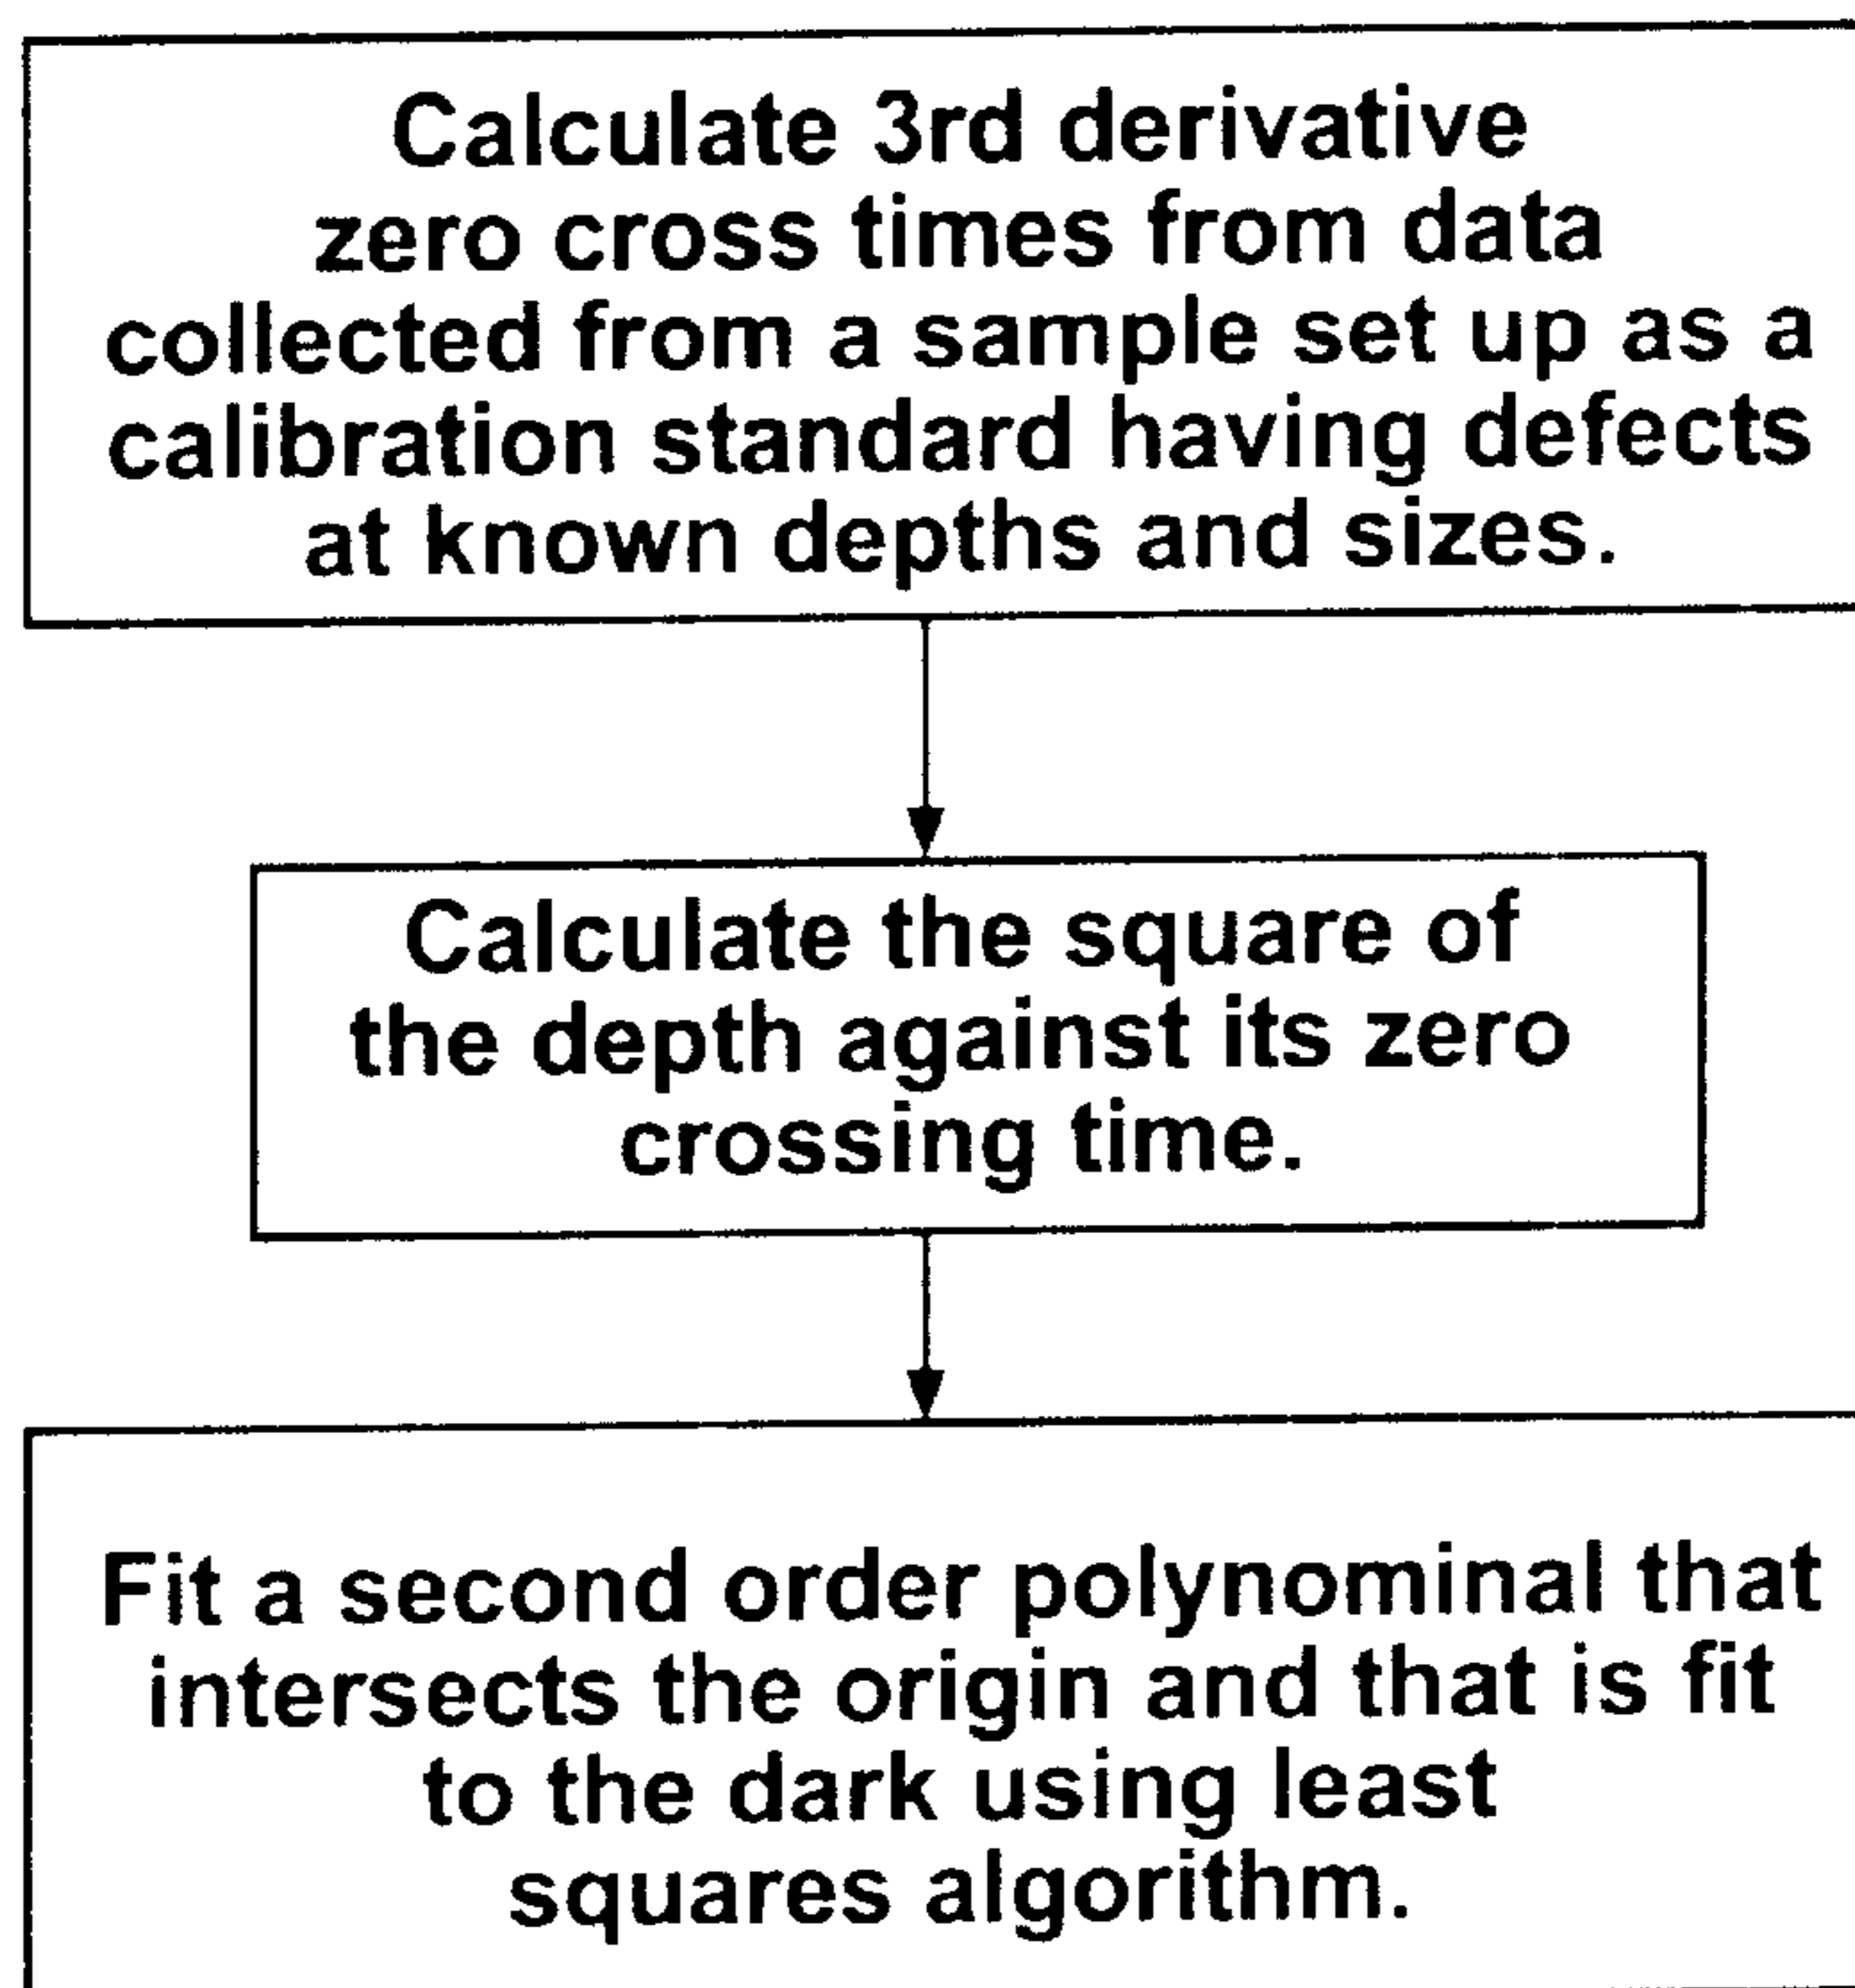 Calculate 3rd derivative
zero cross times from data
collected from a sample set up as a
calibration standard having defects
at known depths and sizes.
Calculate the square of
the depth against its zero
crossing time.
Fit a second order polynominal that
intersects the origin and that is fit
to the dark using least
squares algorithm.